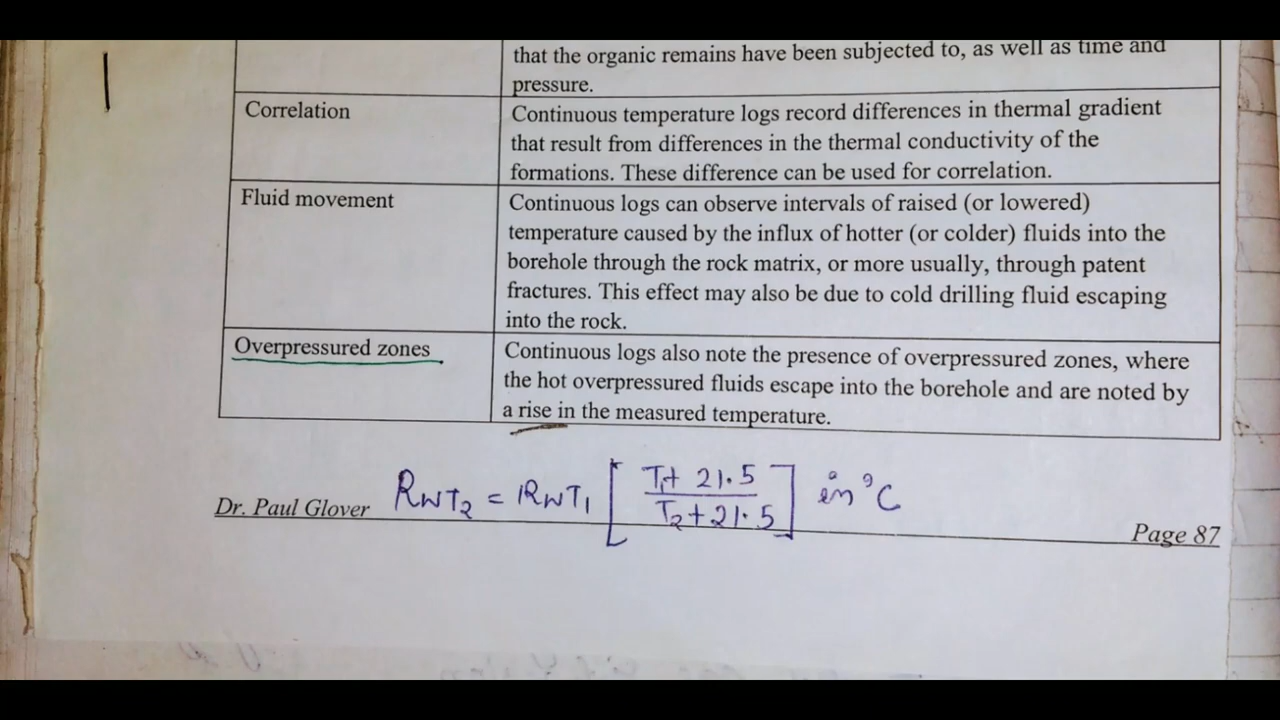 that the organic remains have been subjected to, as well as time and
pressure.
Correlation
Continuous temperature logs record differences in thermal gradient
that result from differences in the thermal conductivity of the
formations. These difference can be used for correlation.
Fluid movement
Continuous logs can observe intervals of raised (or lowered)
temperature caused by the influx of hotter (or colder) fluids into the
borehole through the rock matrix, or more usually, through patent
fractures. This effect may also be due to cold drilling fluid escaping
into the rock.
Overpressured zones
Continuous logs also note the presence of overpressured zones, where
the hot overpressured fluids escape into the borehole and are noted by
a rise in the measured temperature.
RWT2 = RWT1 [ T1+ 21.5 / T2+21.5 ] in °C
Dr. Paul Glover
Page 87